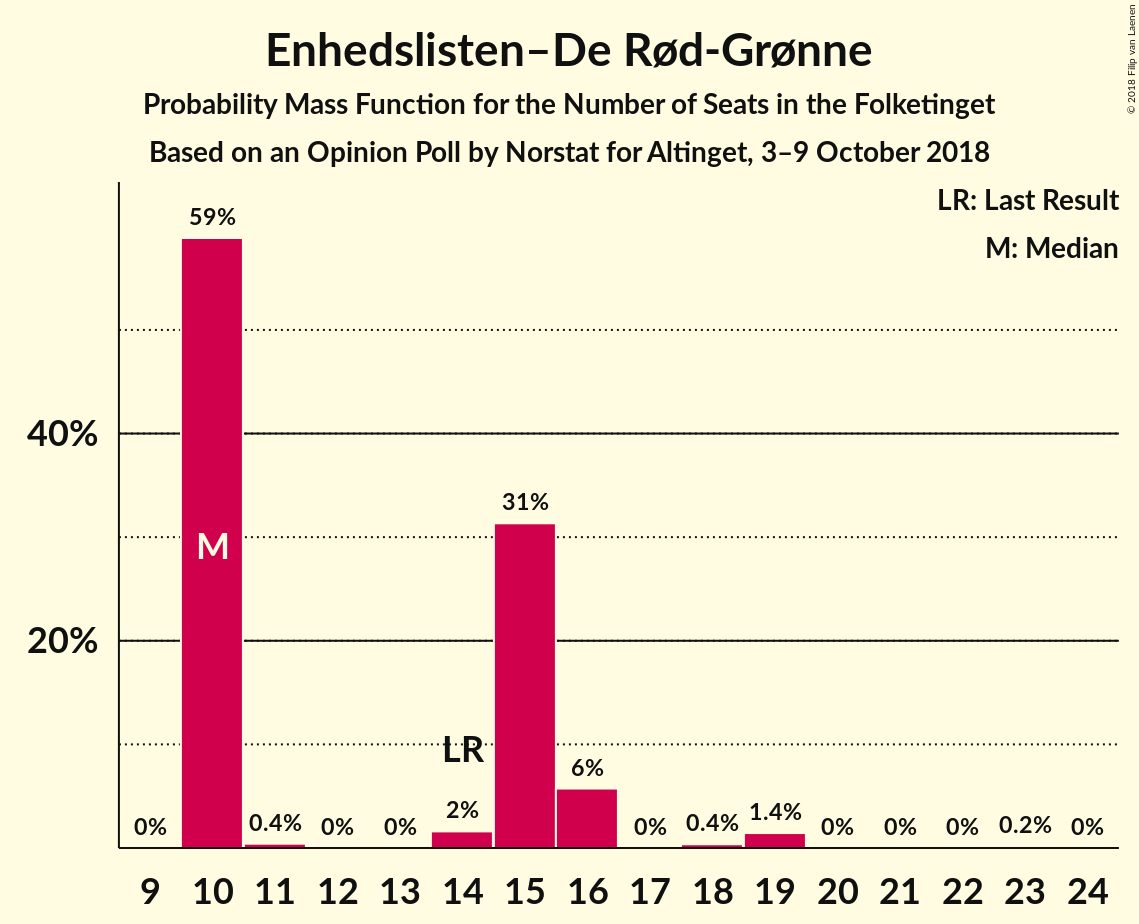 Enhedslisten–De Rød-Grønne
Probability Mass Function for the Number of Seats in the Folketinget
Based on an Opinion Poll by Norstat for Altinget, 3–9 October 2018
© 2018 Filip van Laenen
LR: Last Result
M: Median
59%
40%
31%
M
20%
LR
6%
2%
1.4%
0% 0.4% 0% 0% 0% 0.4% 0% 0% 0% 0.2% 0%
9 10 11 12 13 14 15 16 17 18 19 20 21 22 23 24